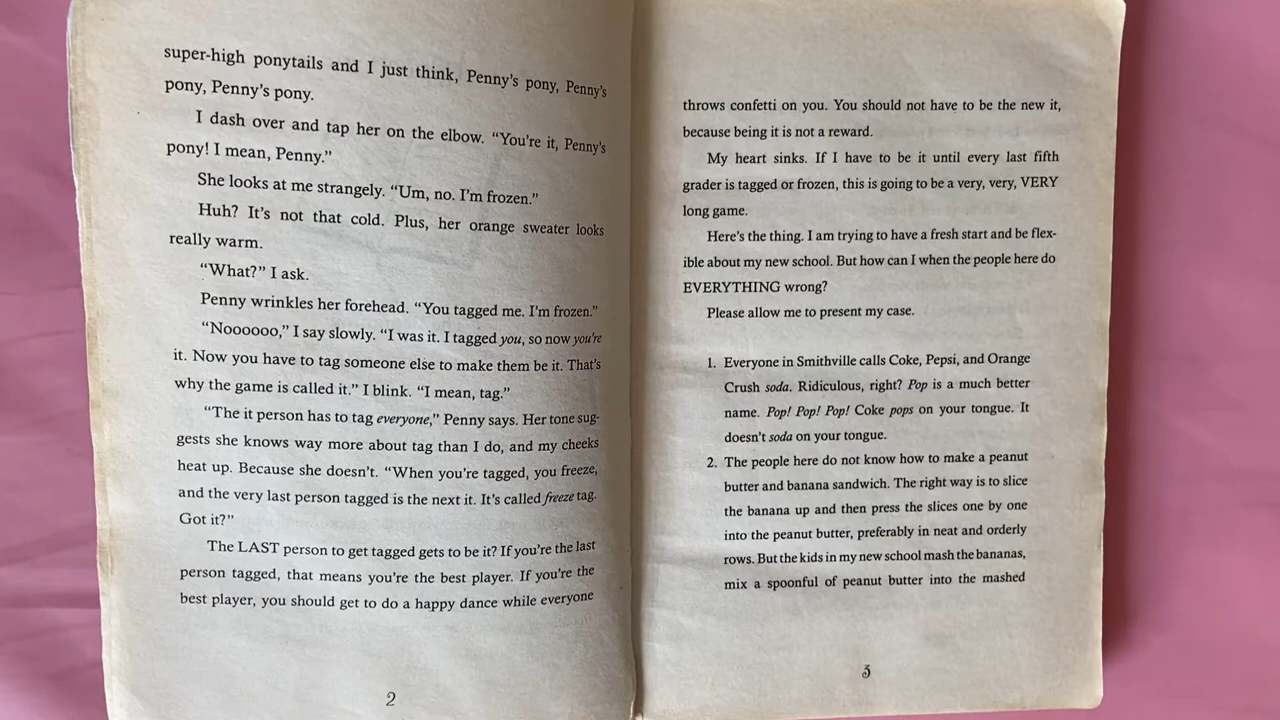 super-high ponytails and I just think, Penny's pony, Penny's
pony, Penny's pony.
I dash over and tap her on the elbow. “You're it, Penny's
pony! I mean, Penny.”
She looks at me strangely. “Um, no. I'm frozen.”
Huh? It's not that cold. Plus, her orange sweater looks
really warm.
“What?” I ask.
Penny wrinkles her forehead. “You tagged me. I'm frozen.”
“Noooooo,” I say slowly. “I was it. I tagged you, so now you're
it. Now you have to tag someone else to make them be it. That's
why the game is called it.” I blink. “I mean, tag.”
“The it person has to tag everyone,” Penny says. Her tone sug-
gests she knows way more about tag than I do, and my cheeks
heat up. Because she doesn't. “When you're tagged, you freeze,
and the very last person tagged is the next it. It's called freeze tag.
Got it?”
The LAST person to get tagged gets to be it? If you're the last
person tagged, that means you're the best player. If you're the
best player, you should get to do a happy dance while everyone
2
throws confetti on you. You should not have to be the new it,
because being it is not a reward.
My heart sinks. If I have to be it until every last fifth
grader is tagged or frozen, this is going to be a very, very, VERY
long game.
Here's the thing. I am trying to have a fresh start and be flex-
ible about my new school. But how can I when the people here do
EVERYTHING wrong?
Please allow me to present my case.
1. Everyone in Smithville calls Coke, Pepsi, and Orange
Crush soda. Ridiculous, right? Pop is a much better
name. Pop! Pop! Pop! Coke pops on your tongue. It
doesn't soda on your tongue.
2. The people here do not know how to make a peanut
butter and banana sandwich. The right way is to slice
the banana up and then press the slices one by one
into the peanut butter, preferably in neat and orderly
rows. But the kids in my new school mash the bananas,
mix a spoonful of peanut butter into the mashed
3